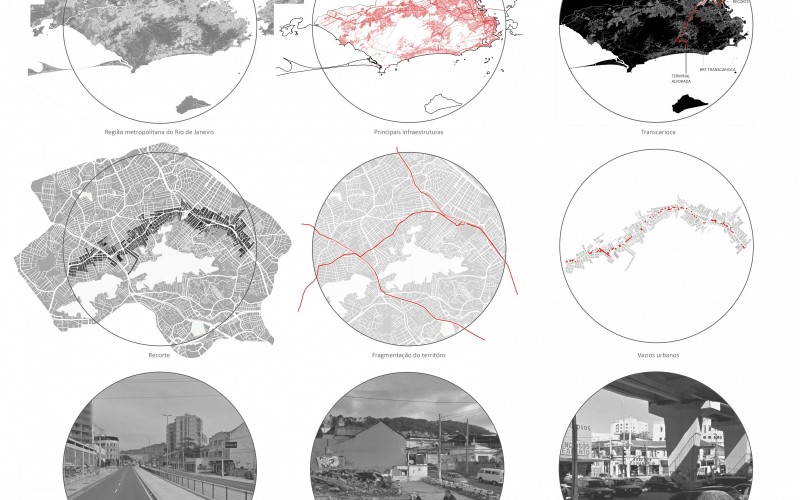 RECORTE
BRT TRANSCARIOCA
TERMINAL
ALVORADA
Região metropolitana do Rio de Janeiro
Principais infraestruturas
Transcarioca
Recorte
Fragmentação do territóro
Vazios urbanos